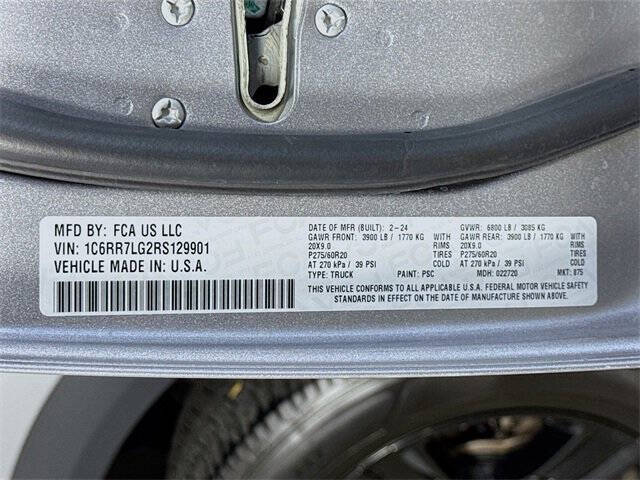 MFD BY: FCA US LLC
VIN: 1C6RR7LG2RS129901
VEHICLE MADE IN: U.S.A.
DATE OF MFR (BUILT): 2-24
GAWR FRONT: 3900 LB / 1770 KG WITH
20X9.0 RIMS
P275/60R20 TIRES
AT 270 kPa / 39 PSI COLD
TYPE: TRUCK PAINT: PSC
GVWR: 6800 LB / 3085 KG
GAWR REAR: 3900 LB / 1770 KG WITH
20X9.0 RIMS
P275/60R20 TIRES
AT 270 kPa / 39 PSI COLD
MDH: 022720 MKT: 875
THIS VEHICLE CONFORMS TO ALL APPLICABLE U.S.A. FEDERAL MOTOR VEHICLE SAFETY
STANDARDS IN EFFECT ON THE DATE OF MANUFACTURE SHOWN ABOVE.